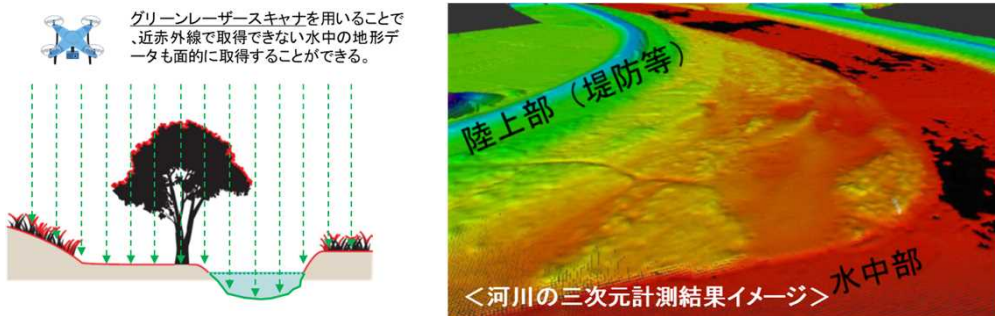 グリーンレーザースキャナを用いることで
、近赤外線で取得できない水中の地形デ
ータも面的に取得することができる。
陸上部（堤防等）
水中部
＜河川の三次元計測結果イメージ＞